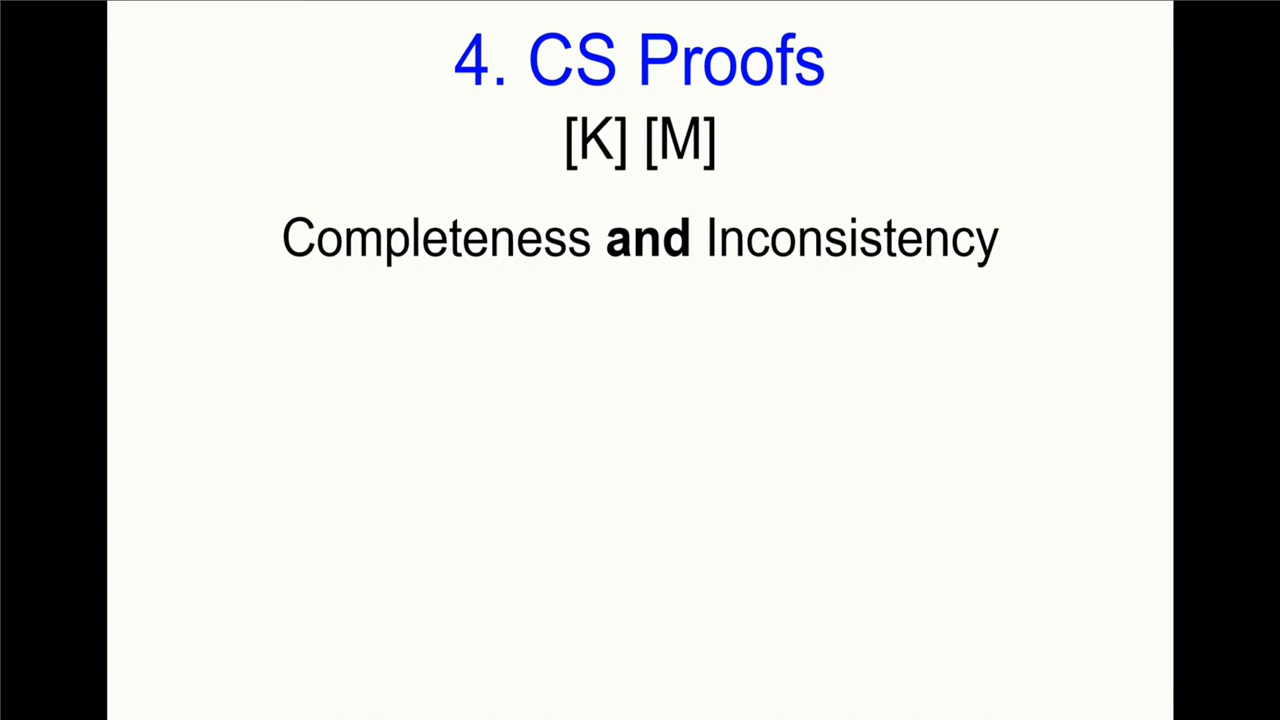 4. CS Proofs
[K] [M]
Completeness and Inconsistency